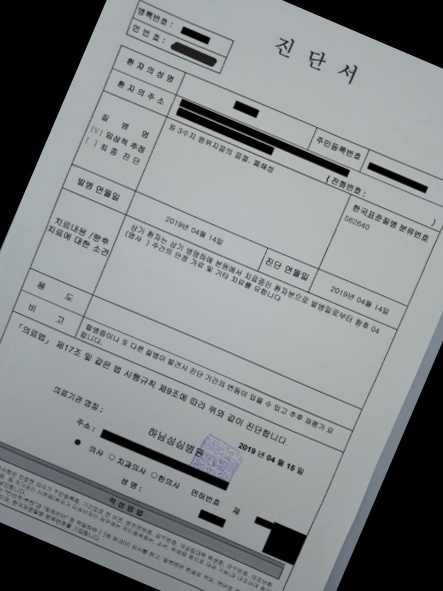 병록번호 :
연 번호 :
진 단 서
환 자 의 성 명
환 자 의 주 소
주민등록번호
( 전화번호 :
)
질 병 명
[V] 임상적 추정
[ ] 최 종 진 단
좌 3수지 원위지골의 골절, 폐쇄성
한국표준질병 분류번호
S62640
발병 연월일
2019년 04월 14일
진단 연월일
2019년 04월 14일
치료내용 / 향후
치료에 대한 소견
상기 환자는 상기 병명하에 본원에서 치료중인 환자분으로 발병일로부터 향후 04
수간의 안정 가료 및 기타 치료를 요합니다
용 도
비 고
합병증이나 또 다른 질병이 발견시 진단 기간의 변동이 있을 수 있고 추후 재평가 요
됩니다.
「의료법」 제17조 및 같은 법 시행규칙 제9조에 따라 위와 같이 진단합니다.
2019 년 04 월 15 일
의료기관 명칭 :
하남성심병원
주소 :
● 의사 ○ 치과의사 ○한의사
면허번호 제
성 명 :
작성방법